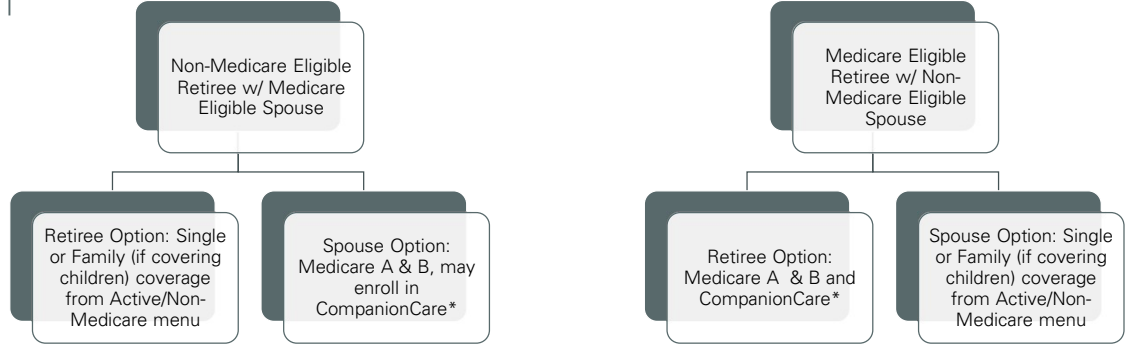 Non-Medicare Eligible
Retiree w/ Medicare
Eligible Spouse
Retiree Option: Single
or Family (if covering
children) coverage
from Active/Non-
Medicare menu
Spouse Option:
Medicare A & B, may
enroll in
CompanionCare*
Medicare Eligible
Retiree w/ Non-
Medicare Eligible
Spouse
Retiree Option:
Medicare A & B and
CompanionCare*
Spouse Option: Single
or Family (if covering
children) coverage
from Active/Non-
Medicare menu